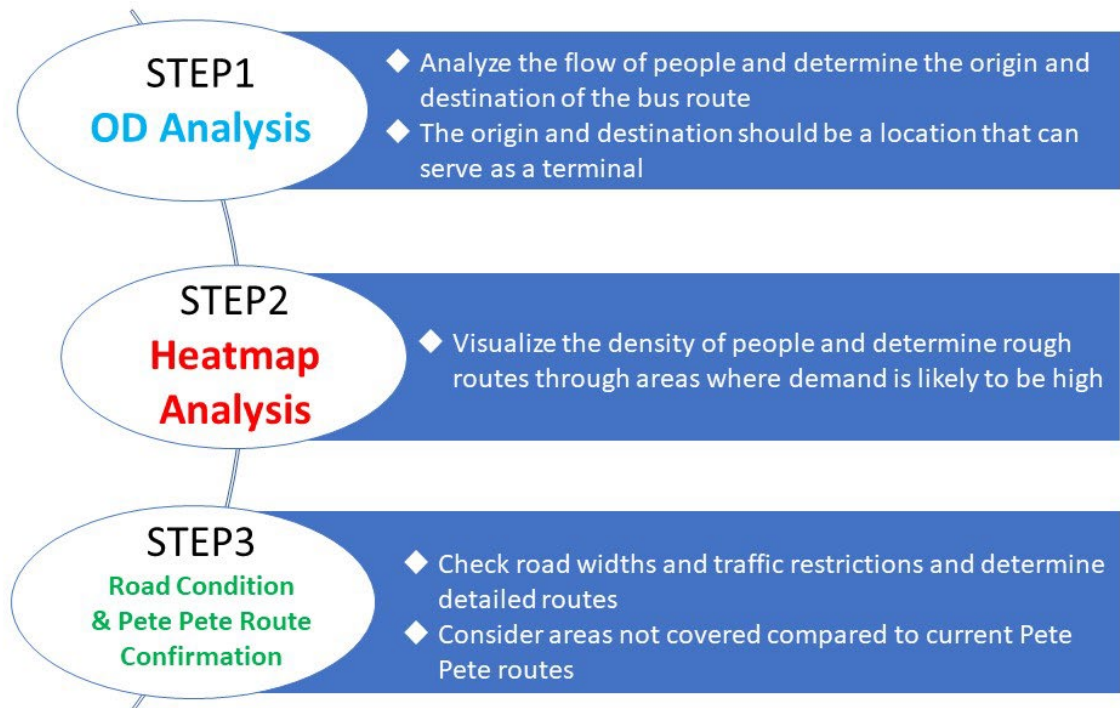 STEP1
OD Analysis
◆ Analyze the flow of people and determine the origin and
destination of the bus route
◆ The origin and destination should be a location that can
serve as a terminal
STEP2
Heatmap
Analysis
◆ Visualize the density of people and determine rough
routes through areas where demand is likely to be high
STEP3
Road Condition
& Pete Pete Route
Confirmation
◆ Check road widths and traffic restrictions and determine
detailed routes
◆ Consider areas not covered compared to current Pete
Pete routes